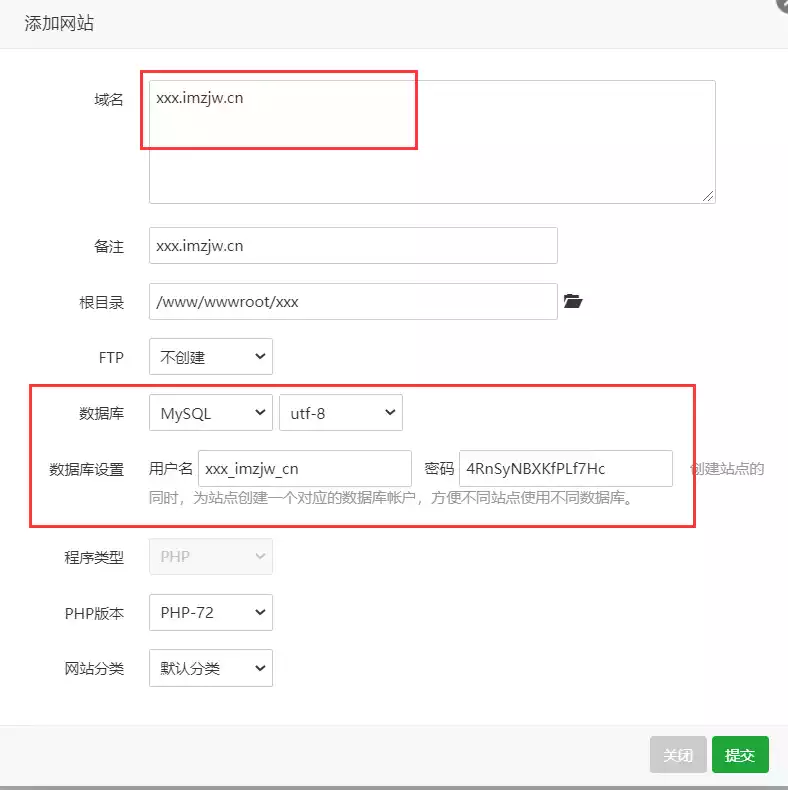 添加网站
域名 xxx.imzjw.cn
备注 xxx.imzjw.cn
根目录 /www/wwwroot/xxx
FTP 不创建
数据库 MySQL utf-8
数据库设置 用户名 xxx_imzjw_cn 密码 4RnSyNBXKfPLf7Hc 创建站点的
同时，为站点创建一个对应的数据库帐户，方便不同站点使用不同数据库。
程序类型 PHP
PHP版本 PHP-72
网站分类 默认分类
关闭 提交